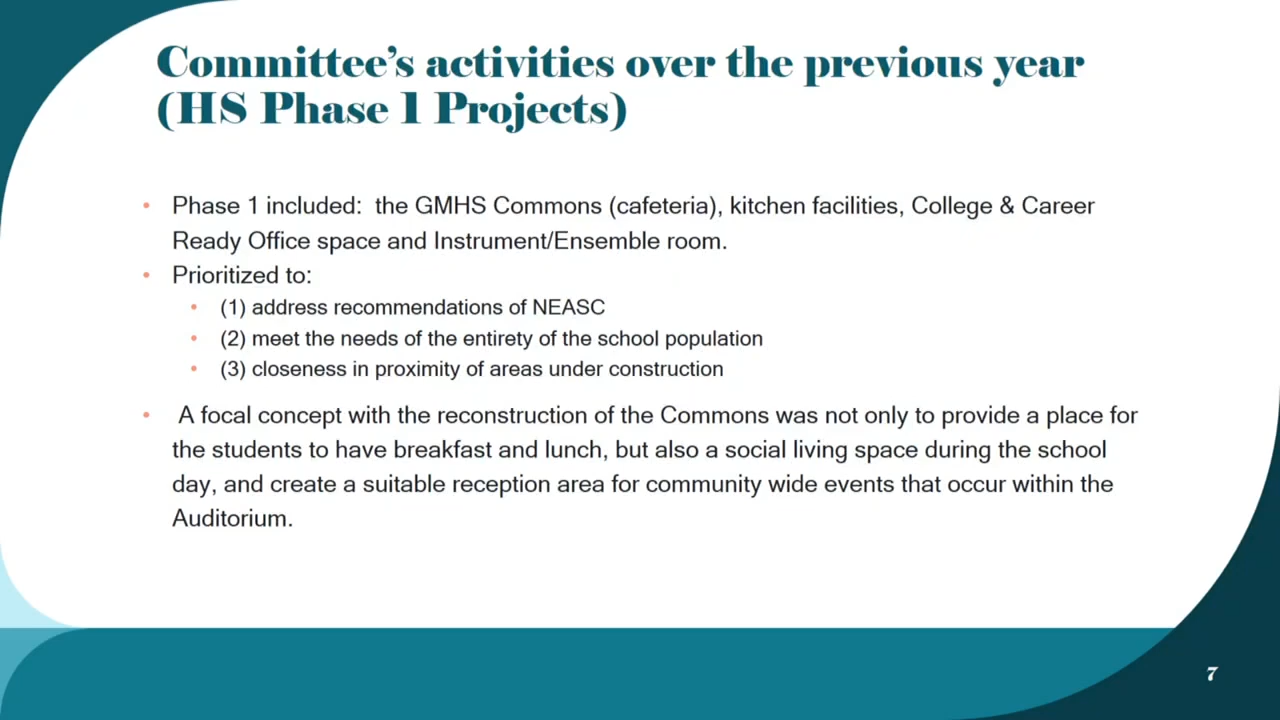 Committee’s activities over the previous year
(HS Phase 1 Projects)
• Phase 1 included:  the GMHS Commons (cafeteria), kitchen facilities, College & Career
Ready Office space and Instrument/Ensemble room.
• Prioritized to:
• (1) address recommendations of NEASC
• (2) meet the needs of the entirety of the school population
• (3) closeness in proximity of areas under construction
• A focal concept with the reconstruction of the Commons was not only to provide a place for
the students to have breakfast and lunch, but also a social living space during the school
day, and create a suitable reception area for community wide events that occur within the
Auditorium.
7